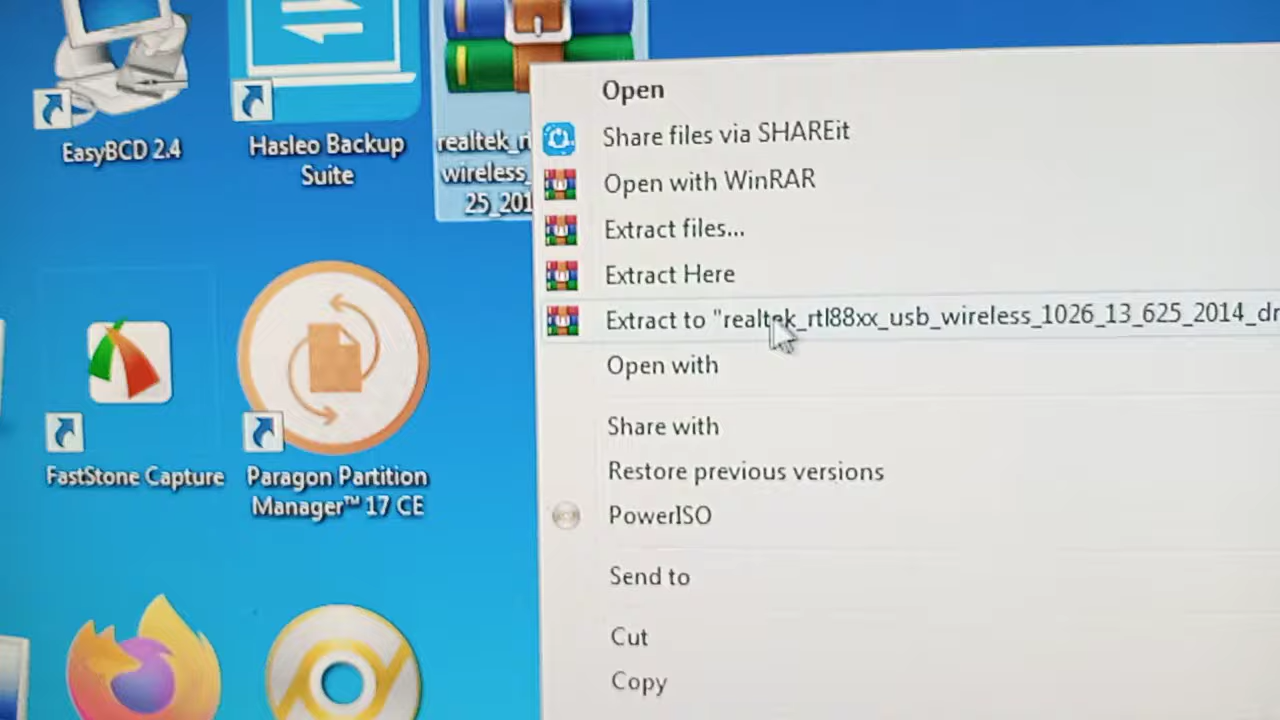 EasyBCD 2.4
Hasleo Backup
Suite
wireless_
25_201
Open
Share files via SHAREit
Open with WinRAR
Extract files...
Extract Here
Extract to "realtek_rtl88xx_usb_wireless_1026_13_625_2014_dr
Open with
Share with
Restore previous versions
PowerISO
Send to
Cut
Copy
FastStone Capture
Paragon Partition
Manager™ 17 CE